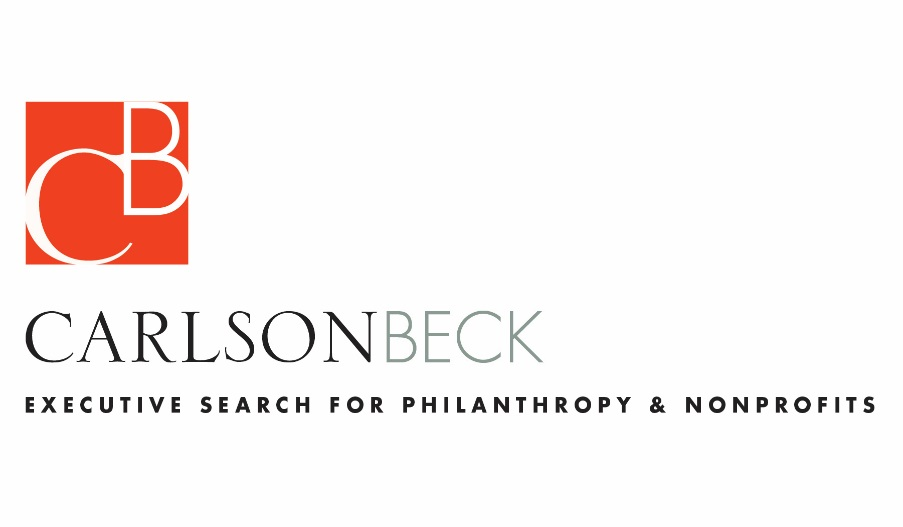 CB
CARLSONBECK
EXECUTIVE SEARCH FOR PHILANTHROPY & NONPROFITS